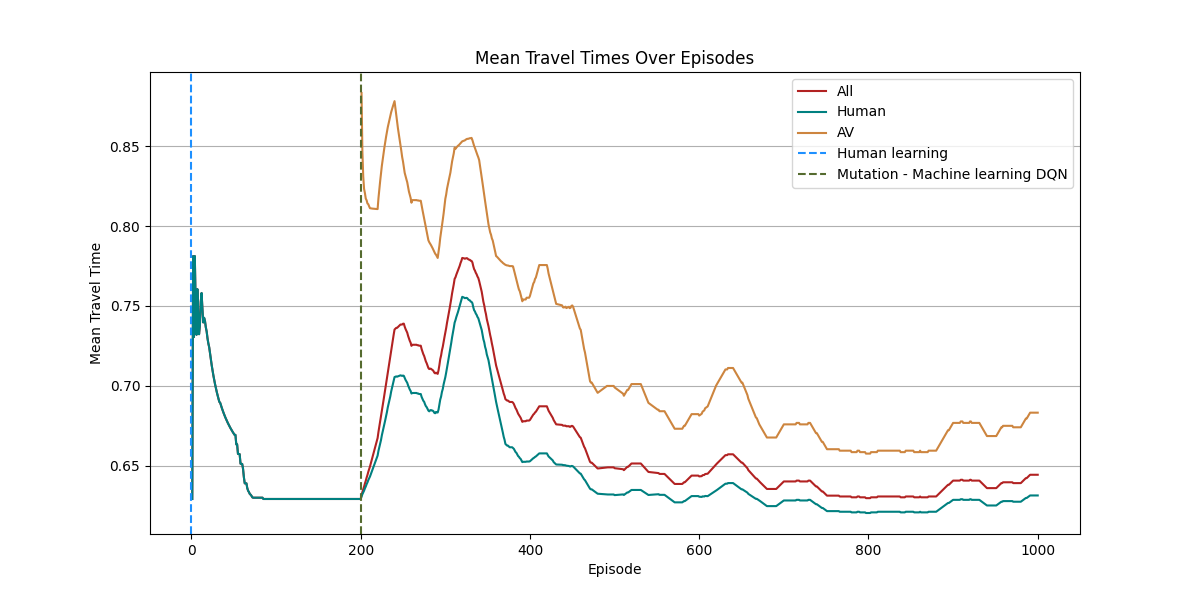 Mean Travel Times Over Episodes
All
Human
AV
Human learning
Mutation - Machine learning DQN
Mean Travel Time
0.85
0.80
0.75
0.70
0.65
0 200 400 600 800 1000
Episode